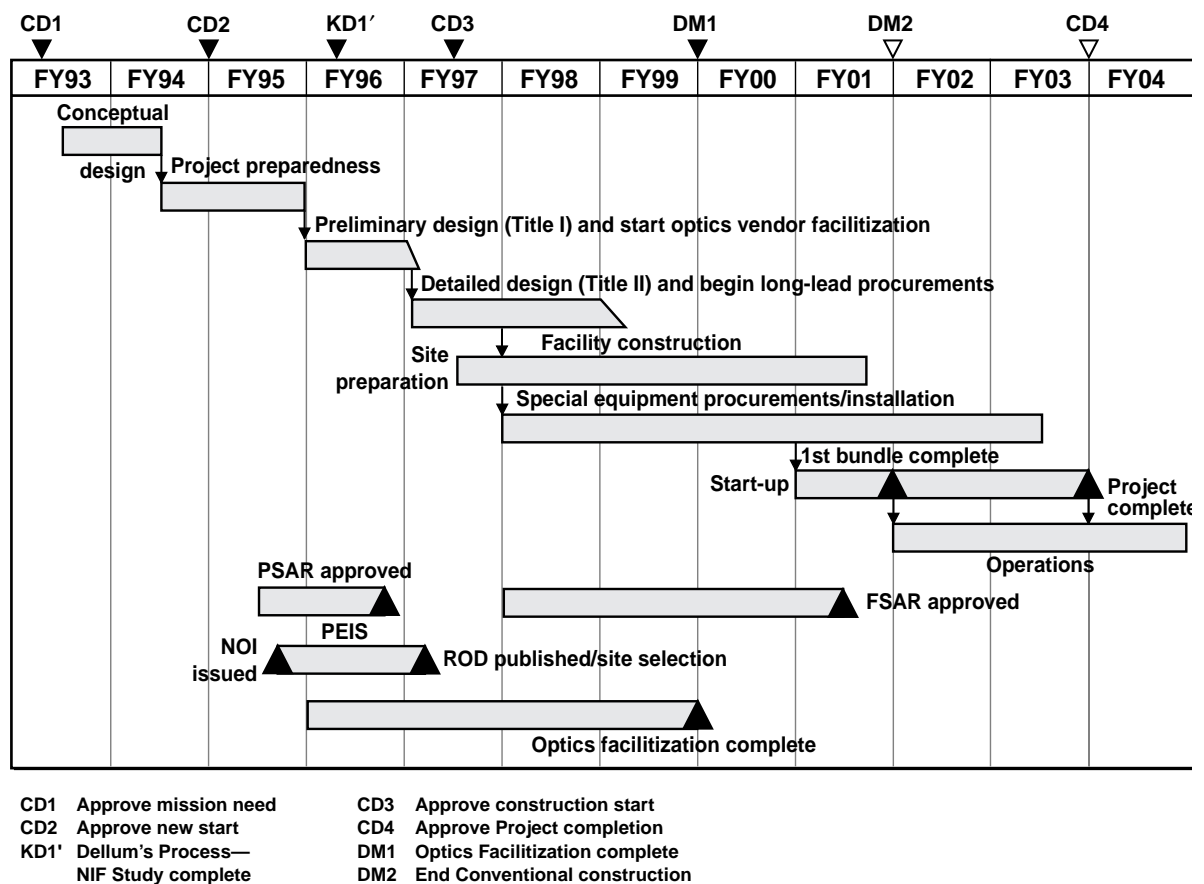 CD1 CD2 KD1′ CD3 DM1 DM2 CD4
FY93 FY94 FY95 FY96 FY97 FY98 FY99 FY00 FY01 FY02 FY03 FY04
Conceptual
design
Project preparedness
Preliminary design (Title I) and start optics vendor facilitization
Detailed design (Title II) and begin long-lead procurements
Facility construction
Site
preparation
Special equipment procurements/installation
1st bundle complete
Start-up
Project
complete
Operations
PSAR approved
FSAR approved
PEIS
NOI
issued
ROD published/site selection
Optics facilitization complete
CD1 Approve mission need
CD2 Approve new start
KD1' Dellum's Process—
NIF Study complete
CD3 Approve construction start
CD4 Approve Project completion
DM1 Optics Facilitization complete
DM2 End Conventional construction